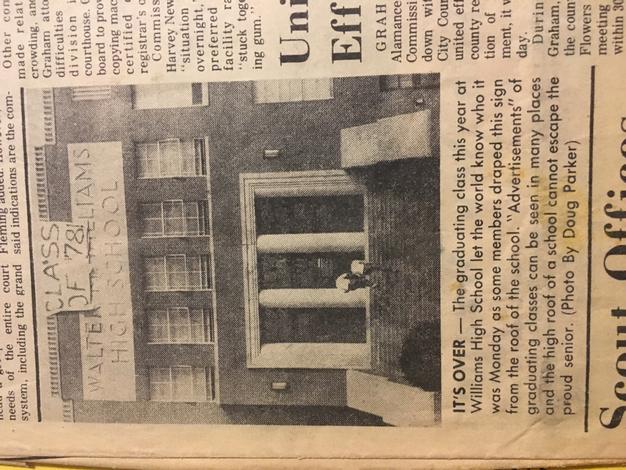 needs of the entire court
system, including the grand
Fleming added.
said indications are the com-
CLASS
OF '78!
WALTER WILLIAMS
HIGH SCHOOL
IT'S OVER — The graduating class this year at
Williams High School let the world know who it
was Monday as some members draped this sign
from the roof of the school. "Advertisements" of
graduating classes can be seen in many places
and the high roof of a school cannot escape the
proud senior. (Photo By Doug Parker)
Scout Offices
Other con
made relat
crowding, and
Graham atto
difficulties
division i
courthouse. C
board to provi
copying mac
certified
registrar's c
Commiss
Harvey New
"situation
overnight,
preferred
facility ra
"stuck toge
ing gum."
Uni
Eff
GRAH
Alamance
Commissi
down wit
City Coun
united eff
county re
tion of
ment, it w
day.
Durin
Graham,
the coun
Flowers
meeting
within 30